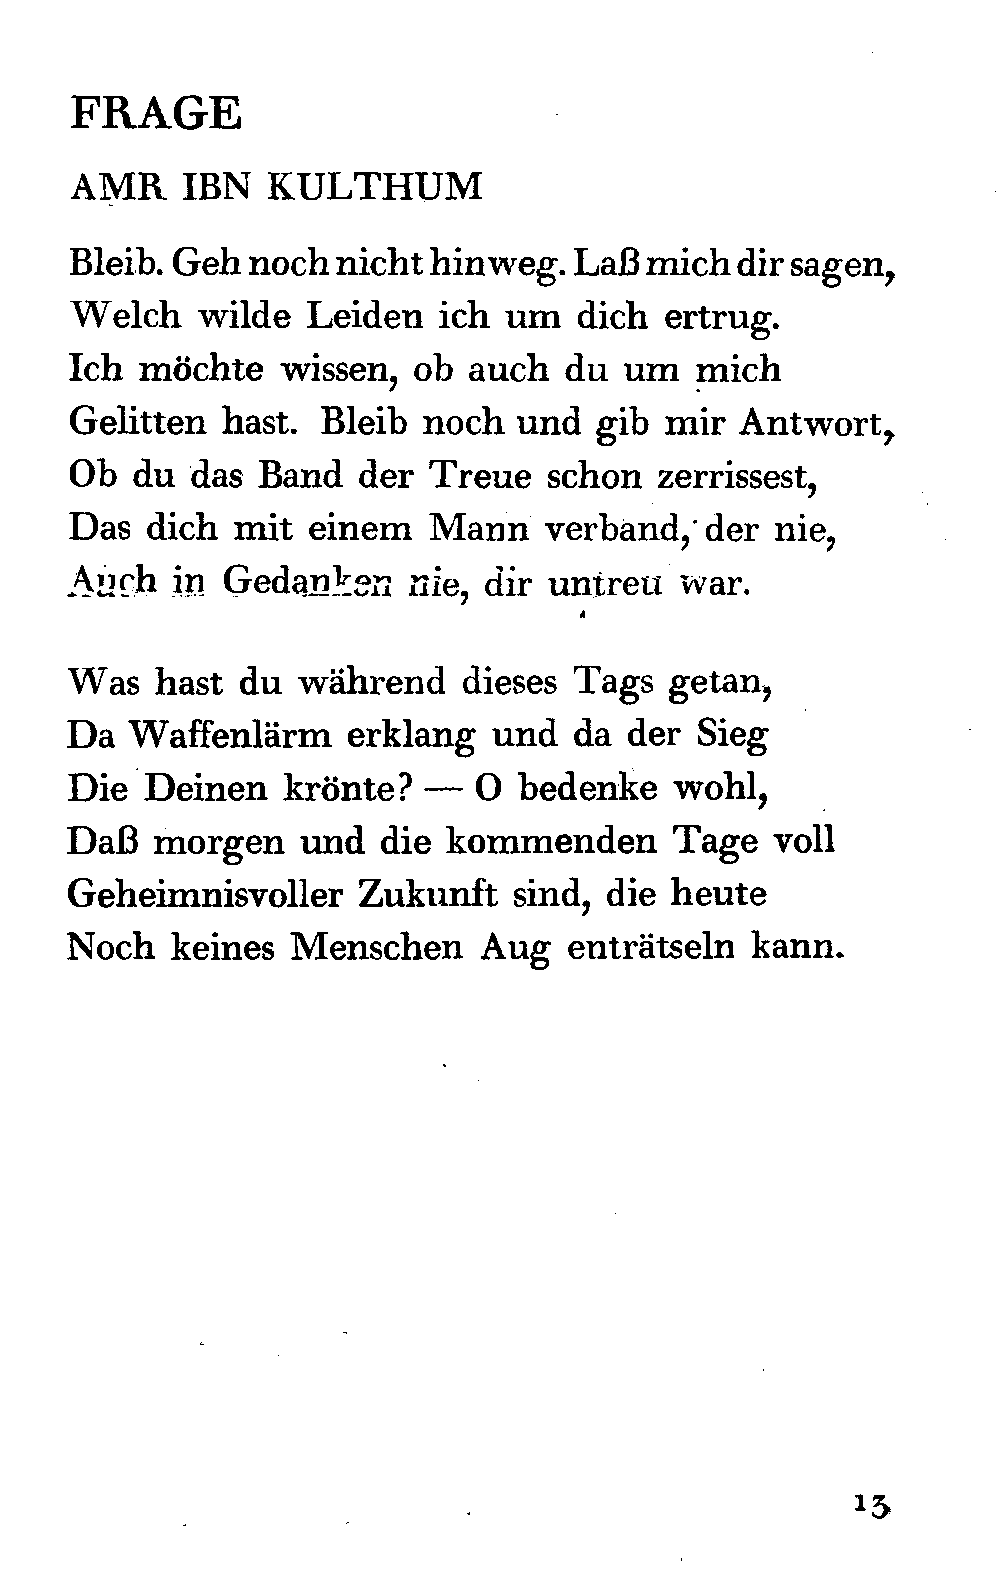 FRAGE
AMR IBN KULTHUM
Bleib. Geh noch nicht hinweg. Laß mich dir sagen,
Welch wilde Leiden ich um dich ertrug.
Ich möchte wissen, ob auch du um mich
Gelitten hast. Bleib noch und gib mir Antwort,
Ob du das Band der Treue schon zerrissest,
Das dich mit einem Mann verband, der nie,
Auch in Gedanken nie, dir untreu war.
Was hast du während dieses Tags getan,
Da Waffenlärm erklang und da der Sieg
Die Deinen krönte? — O bedenke wohl,
Daß morgen und die kommenden Tage voll
Geheimnisvoller Zukunft sind, die heute
Noch keines Menschen Aug enträtseln kann.
13